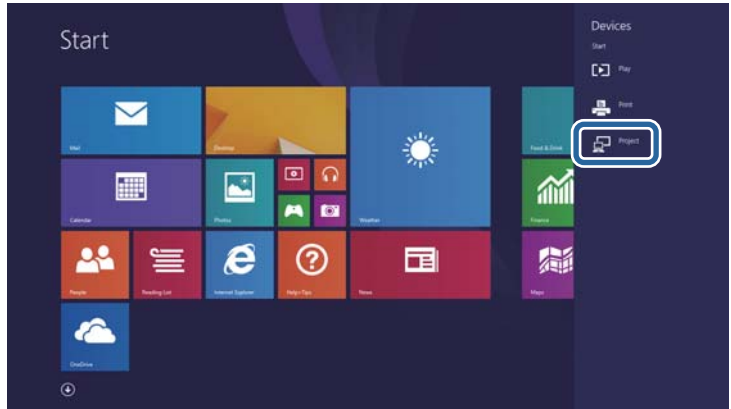 Start
Devices
Start
Play
Print
Project
Mail
Desktop
Food & Drink
Calendar
Photos
Weather
Finance
People
Reading List
Internet Explorer
Help+Tips
News
Maps
OneDrive